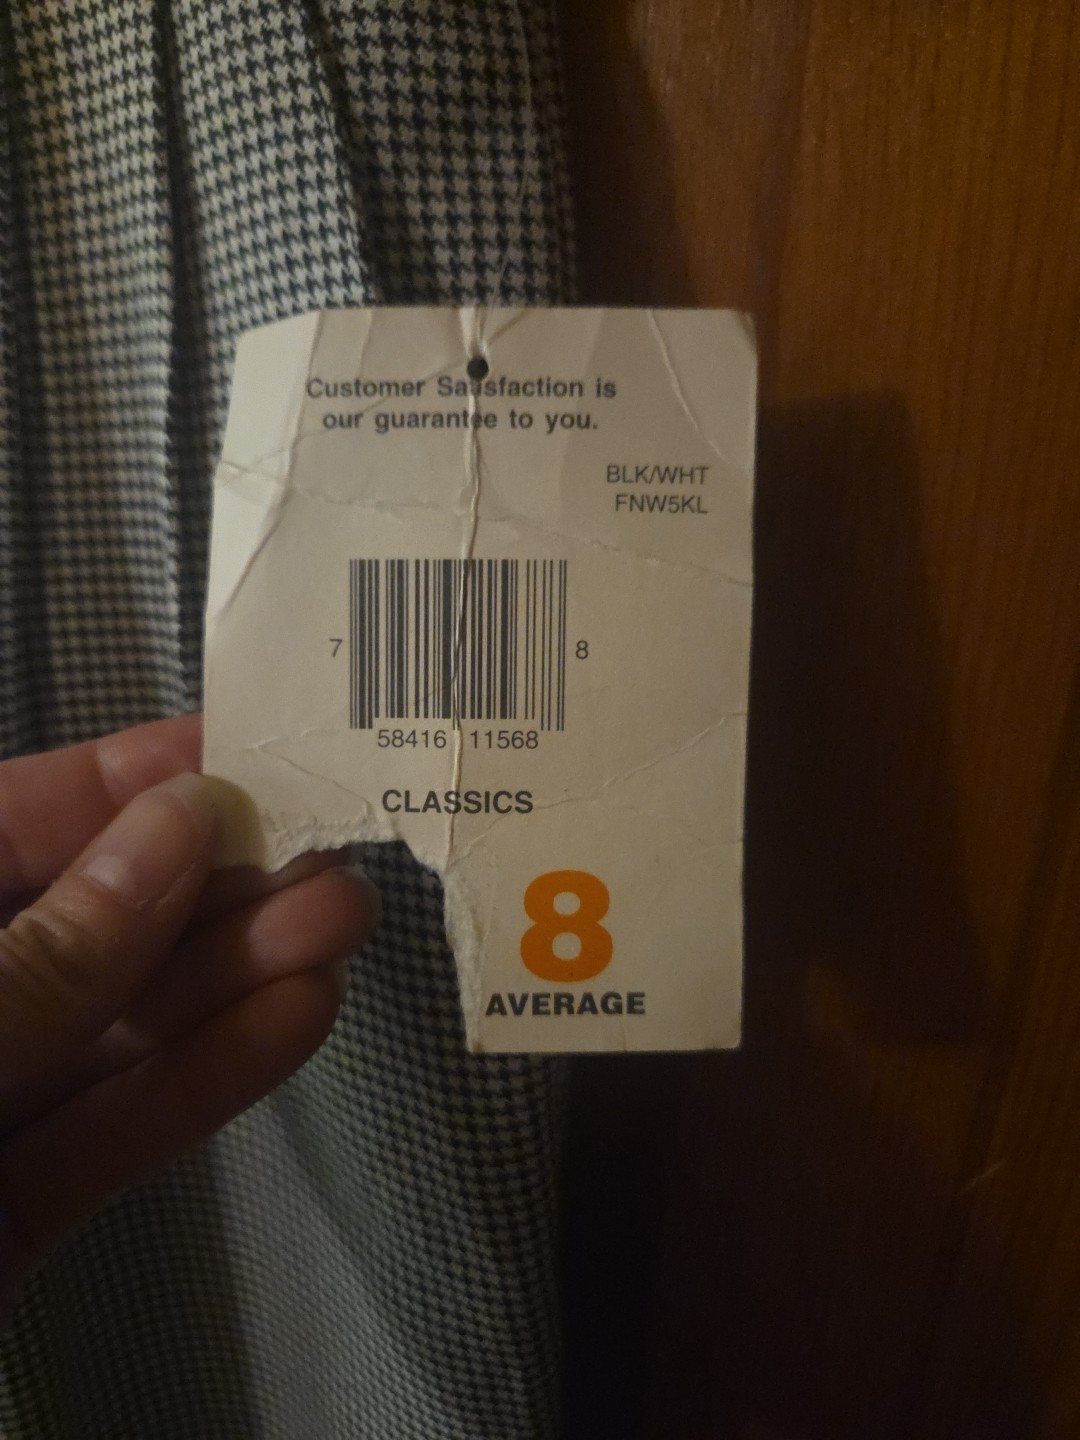 Customer Satisfaction is
our guarantee to you.
BLK/WHT
FNW5KL
7 58416 11568 8
CLASSICS
8
AVERAGE